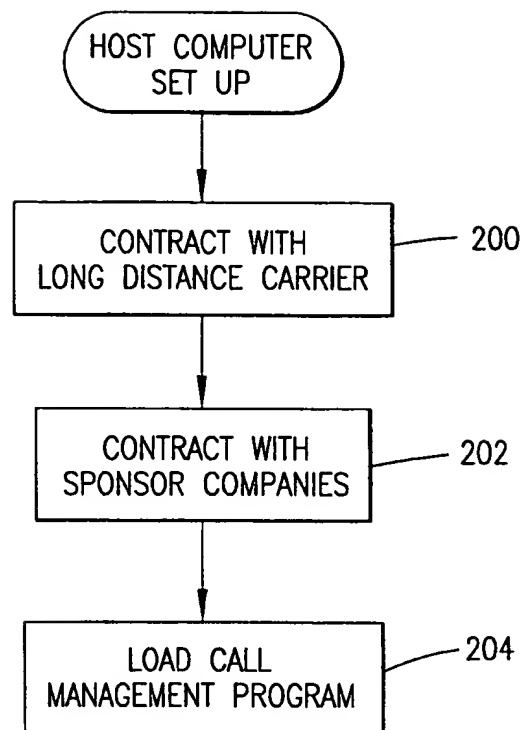 HOST COMPUTER
SET UP
CONTRACT WITH
LONG DISTANCE CARRIER
200
CONTRACT WITH
SPONSOR COMPANIES
202
LOAD CALL
MANAGEMENT PROGRAM
204